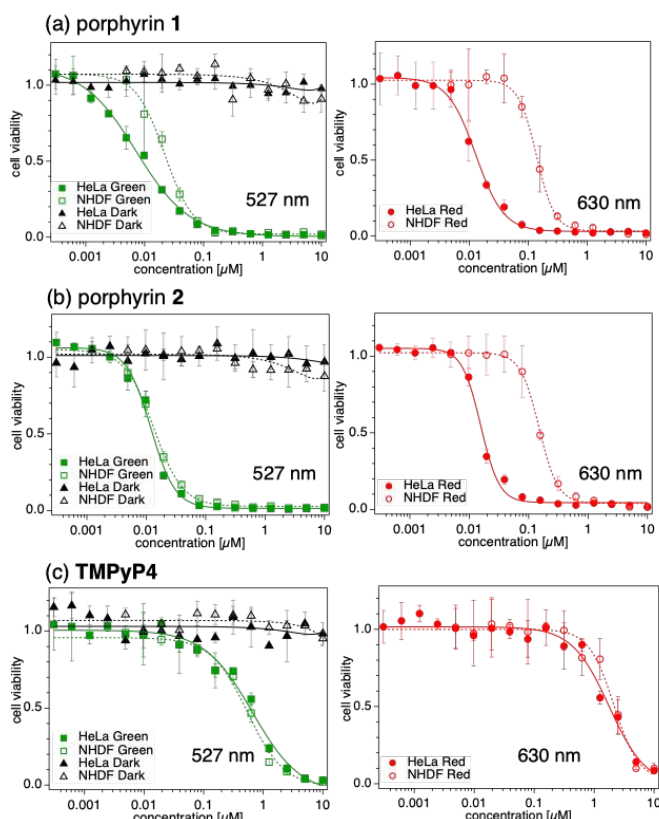 (a) porphyrin 1
cell viability
1.0
0.5
0.0
HeLa Green
NHDF Green
HeLa Dark
NHDF Dark
527 nm
0.001 0.01 0.1 1 10
concentration [µM]
cell viability
1.0
0.5
0.0
HeLa Red
NHDF Red
630 nm
0.001 0.01 0.1 1 10
concentration [µM]
(b) porphyrin 2
cell viability
1.0
0.5
0.0
HeLa Green
NHDF Green
HeLa Dark
NHDF Dark
527 nm
0.001 0.01 0.1 1 10
concentration [µM]
cell viability
1.0
0.5
0.0
HeLa Red
NHDF Red
630 nm
0.001 0.01 0.1 1 10
concentration [µM]
(c) TMPyP4
cell viability
1.0
0.5
0.0
HeLa Green
NHDF Green
HeLa Dark
NHDF Dark
527 nm
0.001 0.01 0.1 1 10
concentration [µM]
cell viability
1.0
0.5
0.0
HeLa Red
NHDF Red
630 nm
0.001 0.01 0.1 1 10
concentration [µM]